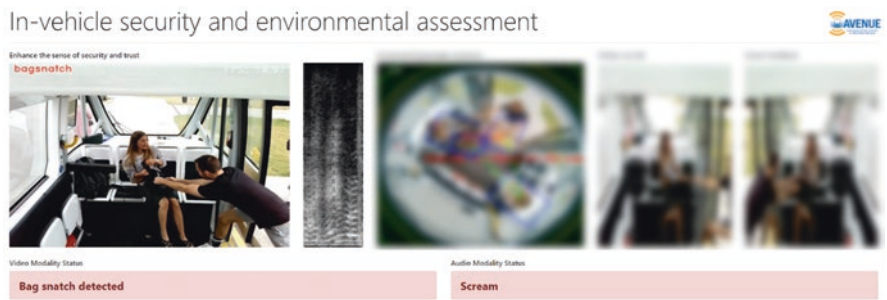 In-vehicle security and environmental assessment
AVENUE
Enhance the sense of security and trust
bagsnatch
Video Modality Status
Audio Modality Status
Bag snatch detected
Scream